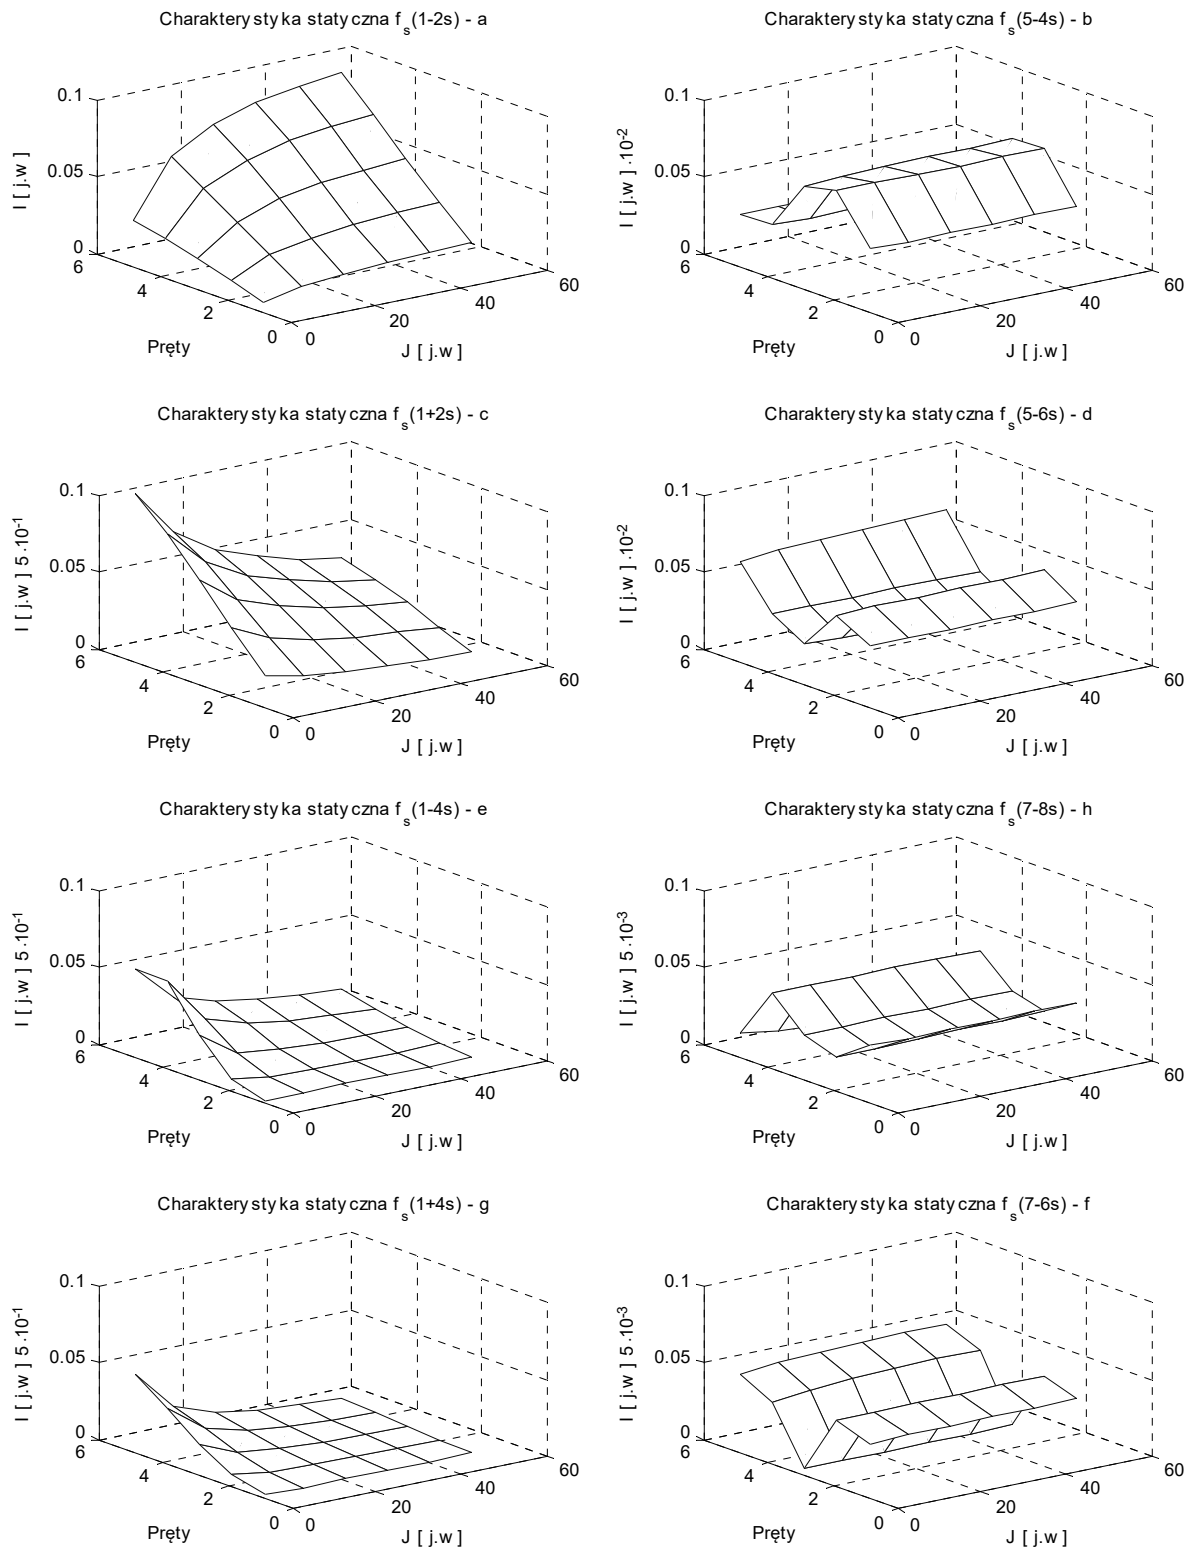 Charakterystyka statyczna fs(1-2s) - a
0.1
0.05
0
I [ j.w ]
6
4
2
0
Pręty
0
20
40
60
J [ j.w ]
Charakterystyka statyczna fs(5-4s) - b
0.1
0.05
0
I [ j.w ] .10-2
6
4
2
0
Pręty
0
20
40
60
J [ j.w ]
Charakterystyka statyczna fs(1+2s) - c
0.1
0.05
0
I [ j.w ] 5.10-1
6
4
2
0
Pręty
0
20
40
60
J [ j.w ]
Charakterystyka statyczna fs(5-6s) - d
0.1
0.05
0
I [ j.w ] .10-2
6
4
2
0
Pręty
0
20
40
60
J [ j.w ]
Charakterystyka statyczna fs(1-4s) - e
0.1
0.05
0
I [ j.w ] 5.10-1
6
4
2
0
Pręty
0
20
40
60
J [ j.w ]
Charakterystyka statyczna fs(7-8s) - h
0.1
0.05
0
I [ j.w ] 5.10-3
6
4
2
0
Pręty
0
20
40
60
J [ j.w ]
Charakterystyka statyczna fs(1+4s) - g
0.1
0.05
0
I [ j.w ] 5.10-1
6
4
2
0
Pręty
0
20
40
60
J [ j.w ]
Charakterystyka statyczna fs(7-6s) - f
0.1
0.05
0
I [ j.w ] 5.10-3
6
4
2
0
Pręty
0
20
40
60
J [ j.w ]